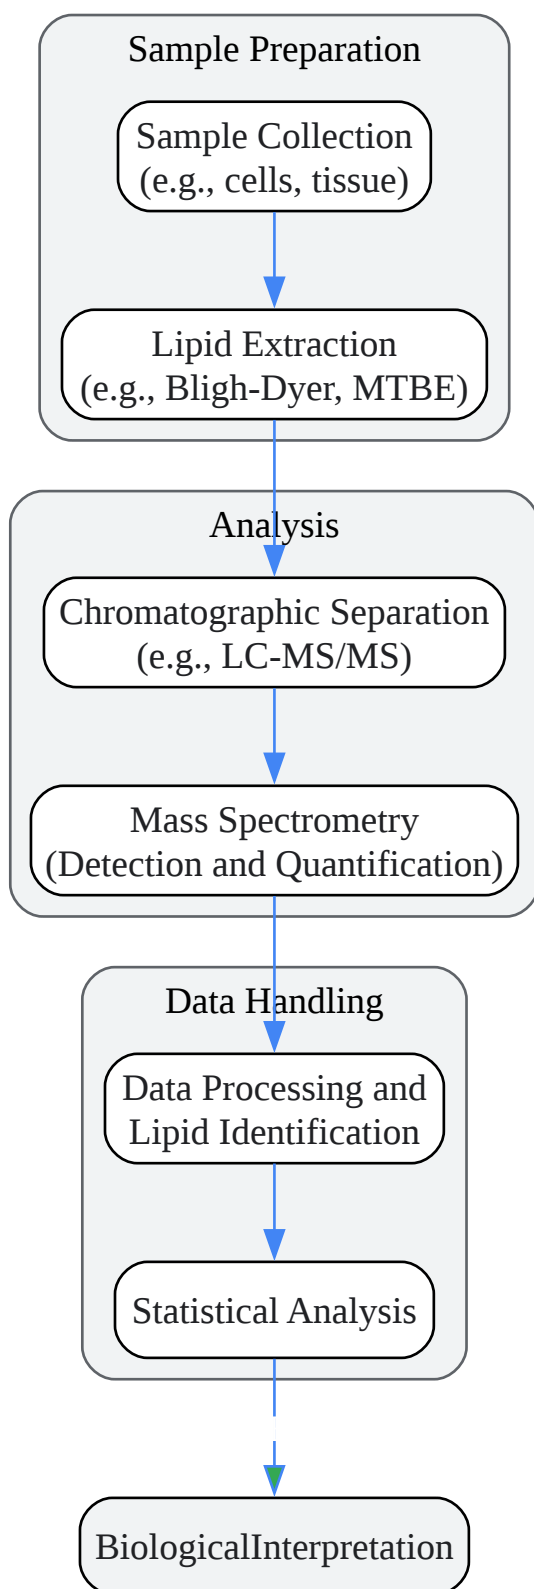 Sample Preparation
Sample Collection
(e.g., cells, tissue)
Lipid Extraction
(e.g., Bligh-Dyer, MTBE)
Analysis
Chromatographic Separation
(e.g., LC-MS/MS)
Mass Spectrometry
(Detection and Quantification)
Data Handling
Data Processing and
Lipid Identification
Statistical Analysis
BiologicalInterpretation